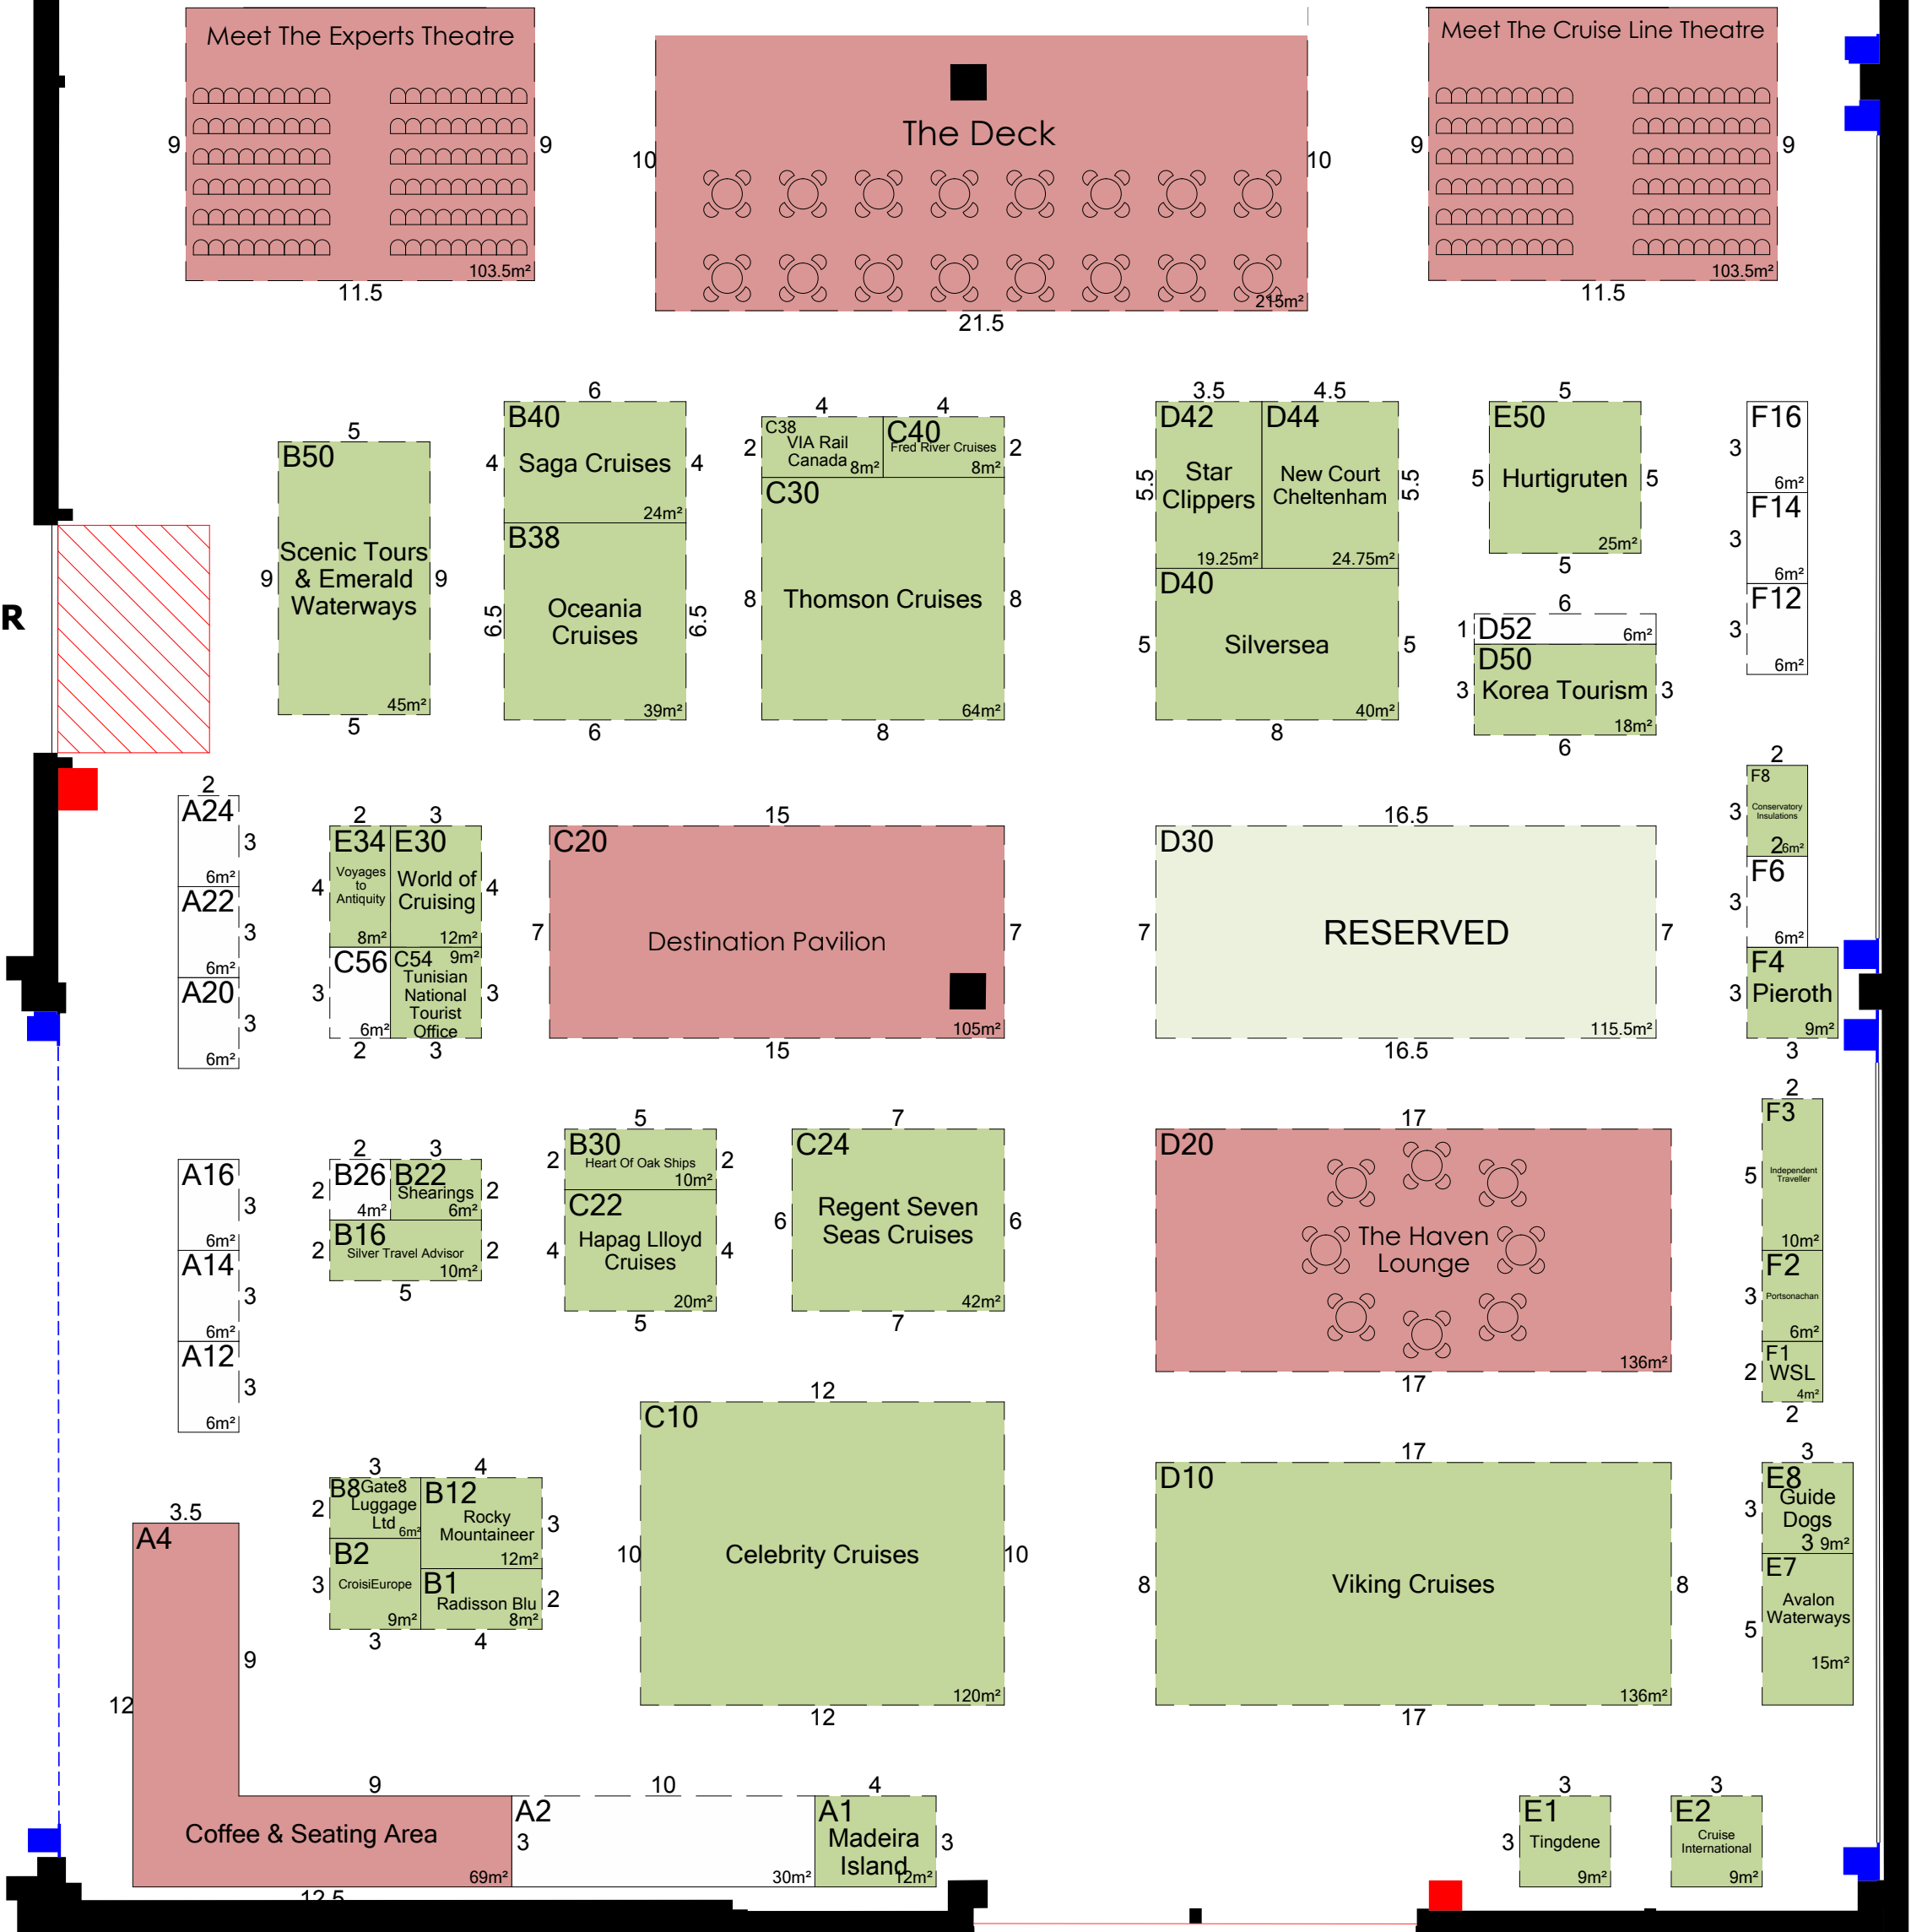 Meet The Experts Theatre
9
9
103.5m²
11.5
The Deck
10
10
215m²
21.5
Meet The Cruise Line Theatre
9
9
103.5m²
11.5
5
B50
Scenic Tours
& Emerald
Waterways
9
9
45m²
5
6
B40
Saga Cruises
4
4
24m²
B38
Oceania
Cruises
6.5
6.5
39m²
6
4
4
C38
VIA Rail
Canada
8m²
2
C40
Fred River Cruises
8m²
2
C30
Thomson Cruises
8
8
64m²
8
3.5
4.5
D42
Star
Clippers
5.5
19.25m²
D44
New Court
Cheltenham
5.5
24.75m²
D40
Silversea
5
5
40m²
8
5
E50
Hurtigruten
5
5
25m²
5
6
1
D52
6m²
D50
Korea Tourism
3
3
18m²
6
F16
3
6m²
F14
3
6m²
F12
3
6m²
R
2
A24
3
6m²
A22
3
6m²
A20
3
6m²
2
3
E34
Voyages
to
Antiquity
4
8m²
E30
World of
Cruising
4
12m²
C56
3
6m²
2
C54
9m²
Tunisian
National
Tourist
Office
3
3
15
C20
Destination Pavilion
7
7
105m²
15
16.5
D30
RESERVED
7
7
115.5m²
16.5
2
F8
Conservatory
Insulations
3
2
6m²
F6
3
6m²
F4
Pieroth
3
9m²
3
A16
3
6m²
A14
3
6m²
A12
3
6m²
2
3
B26
2
4m²
B22
Shearings
2
6m²
B16
Silver Travel Advisor
2
2
10m²
5
5
B30
Heart Of Oak Ships
2
2
10m²
C22
Hapag Llloyd
Cruises
4
4
20m²
5
7
C24
Regent Seven
Seas Cruises
6
6
42m²
7
17
D20
The Haven
Lounge
136m²
17
2
F3
Independent
Traveller
5
10m²
F2
Portsonachan
3
6m²
F1
WSL
2
4m²
2
3.5
A4
12
9
9
Coffee & Seating Area
69m²
12.5
3
4
B8
Gate8
Luggage
Ltd
2
6m²
B12
Rocky
Mountaineer
3
12m²
B2
CroisiEurope
3
9m²
3
B1
Radisson Blu
2
8m²
4
12
C10
Celebrity Cruises
10
10
120m²
12
17
D10
Viking Cruises
8
8
136m²
17
3
E8
Guide
Dogs
3
3
9m²
E7
Avalon
Waterways
5
15m²
10
A2
3
30m²
4
A1
Madeira
Island
3
12m²
3
E1
Tingdene
3
9m²
3
E2
Cruise
International
9m²